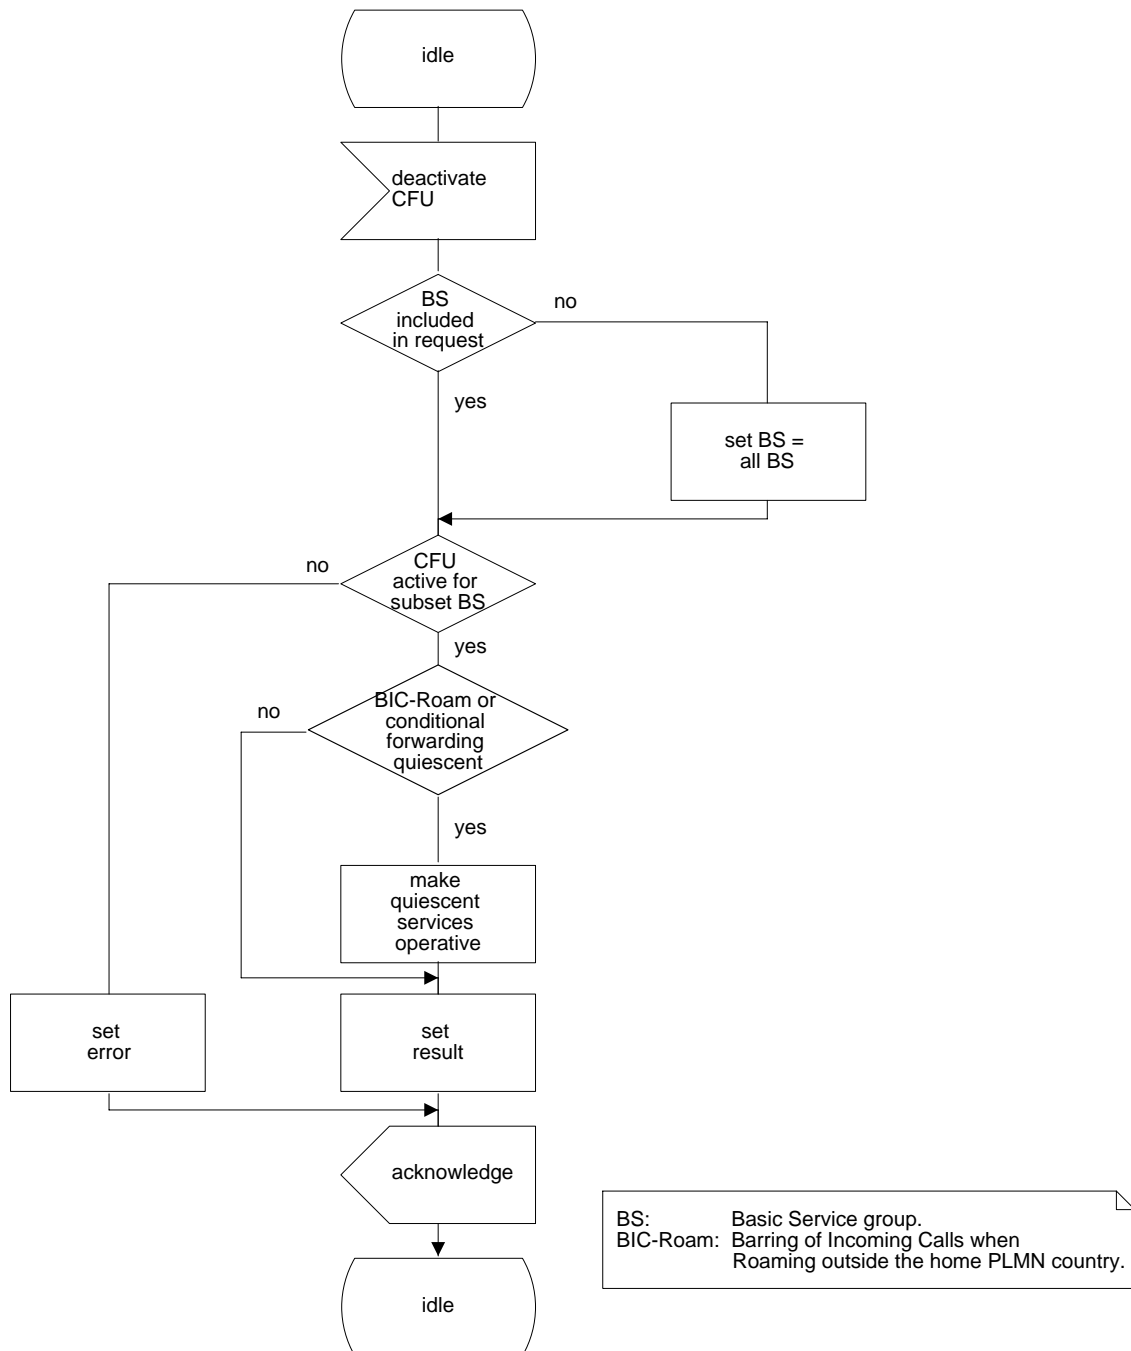 idle
deactivate
CFU
BS
included
in request
no
yes
set BS =
all BS
CFU
active for
subset BS
no
yes
BIC-Roam or
conditional
forwarding
quiescent
no
yes
make
quiescent
services
operative
set
error
set
result
acknowledge
BS: Basic Service group.
BIC-Roam: Barring of Incoming Calls when
Roaming outside the home PLMN country.
idle